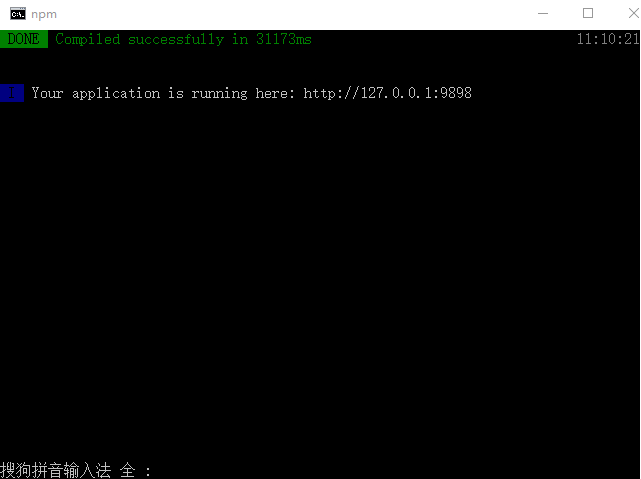 npm
DONE Compiled successfully in 31173ms 11:10:21
Your application is running here: http://127.0.0.1:9898
搜狗拼音输入法 全 :